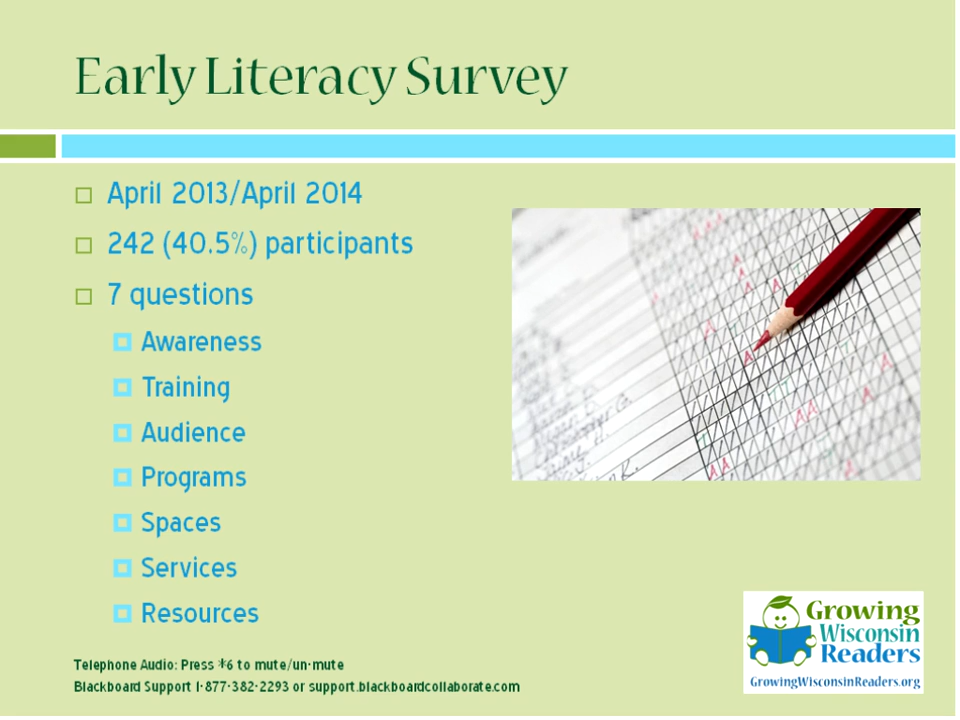 Early Literacy Survey
April 2013/April 2014
242 (40.5%) participants
7 questions
Awareness
Training
Audience
Programs
Spaces
Services
Resources
Telephone Audio: Press *6 to mute/un-mute
Blackboard Support 1-877-382-2293 or support.blackboardcollaborate.com
Growing
Wisconsin
Readers
GrowingWisconsinReaders.org